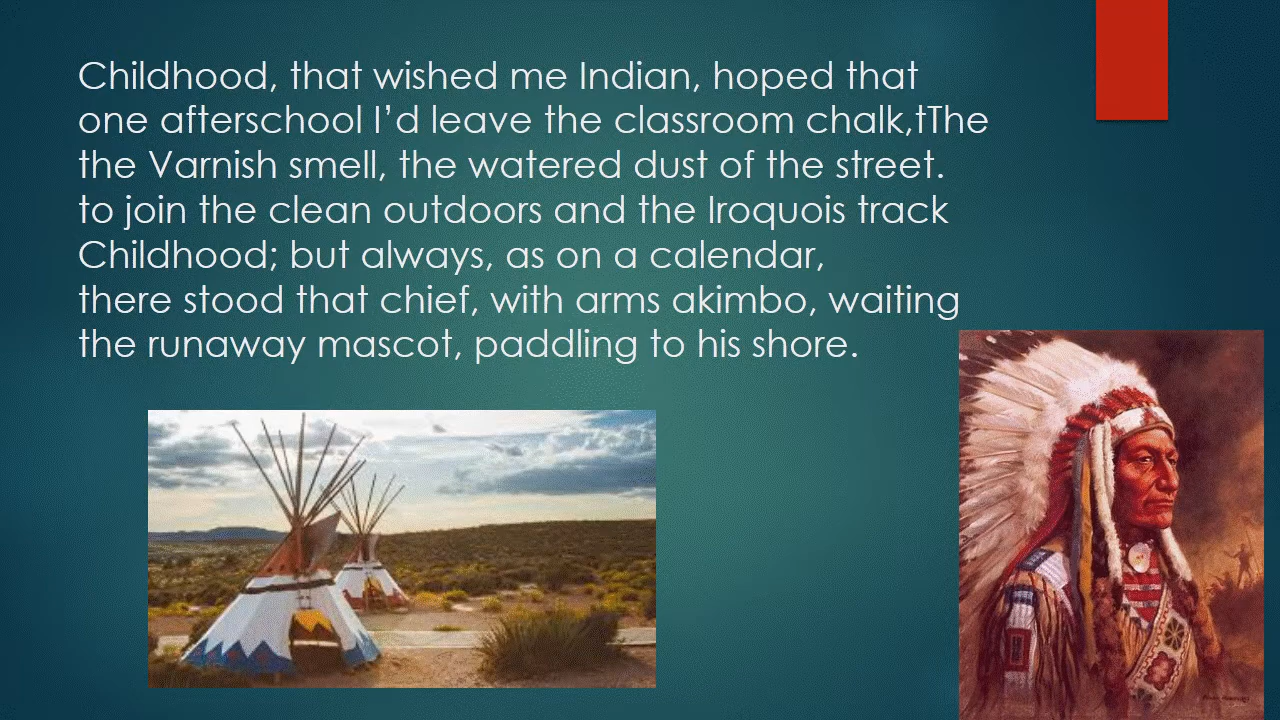 Childhood, that wished me Indian, hoped that
one afterschool I'd leave the classroom chalk,tThe
the Varnish smell, the watered dust of the street.
to join the clean outdoors and the Iroquois track
Childhood; but always, as on a calendar,
there stood that chief, with arms akimbo, waiting
the runaway mascot, paddling to his shore.